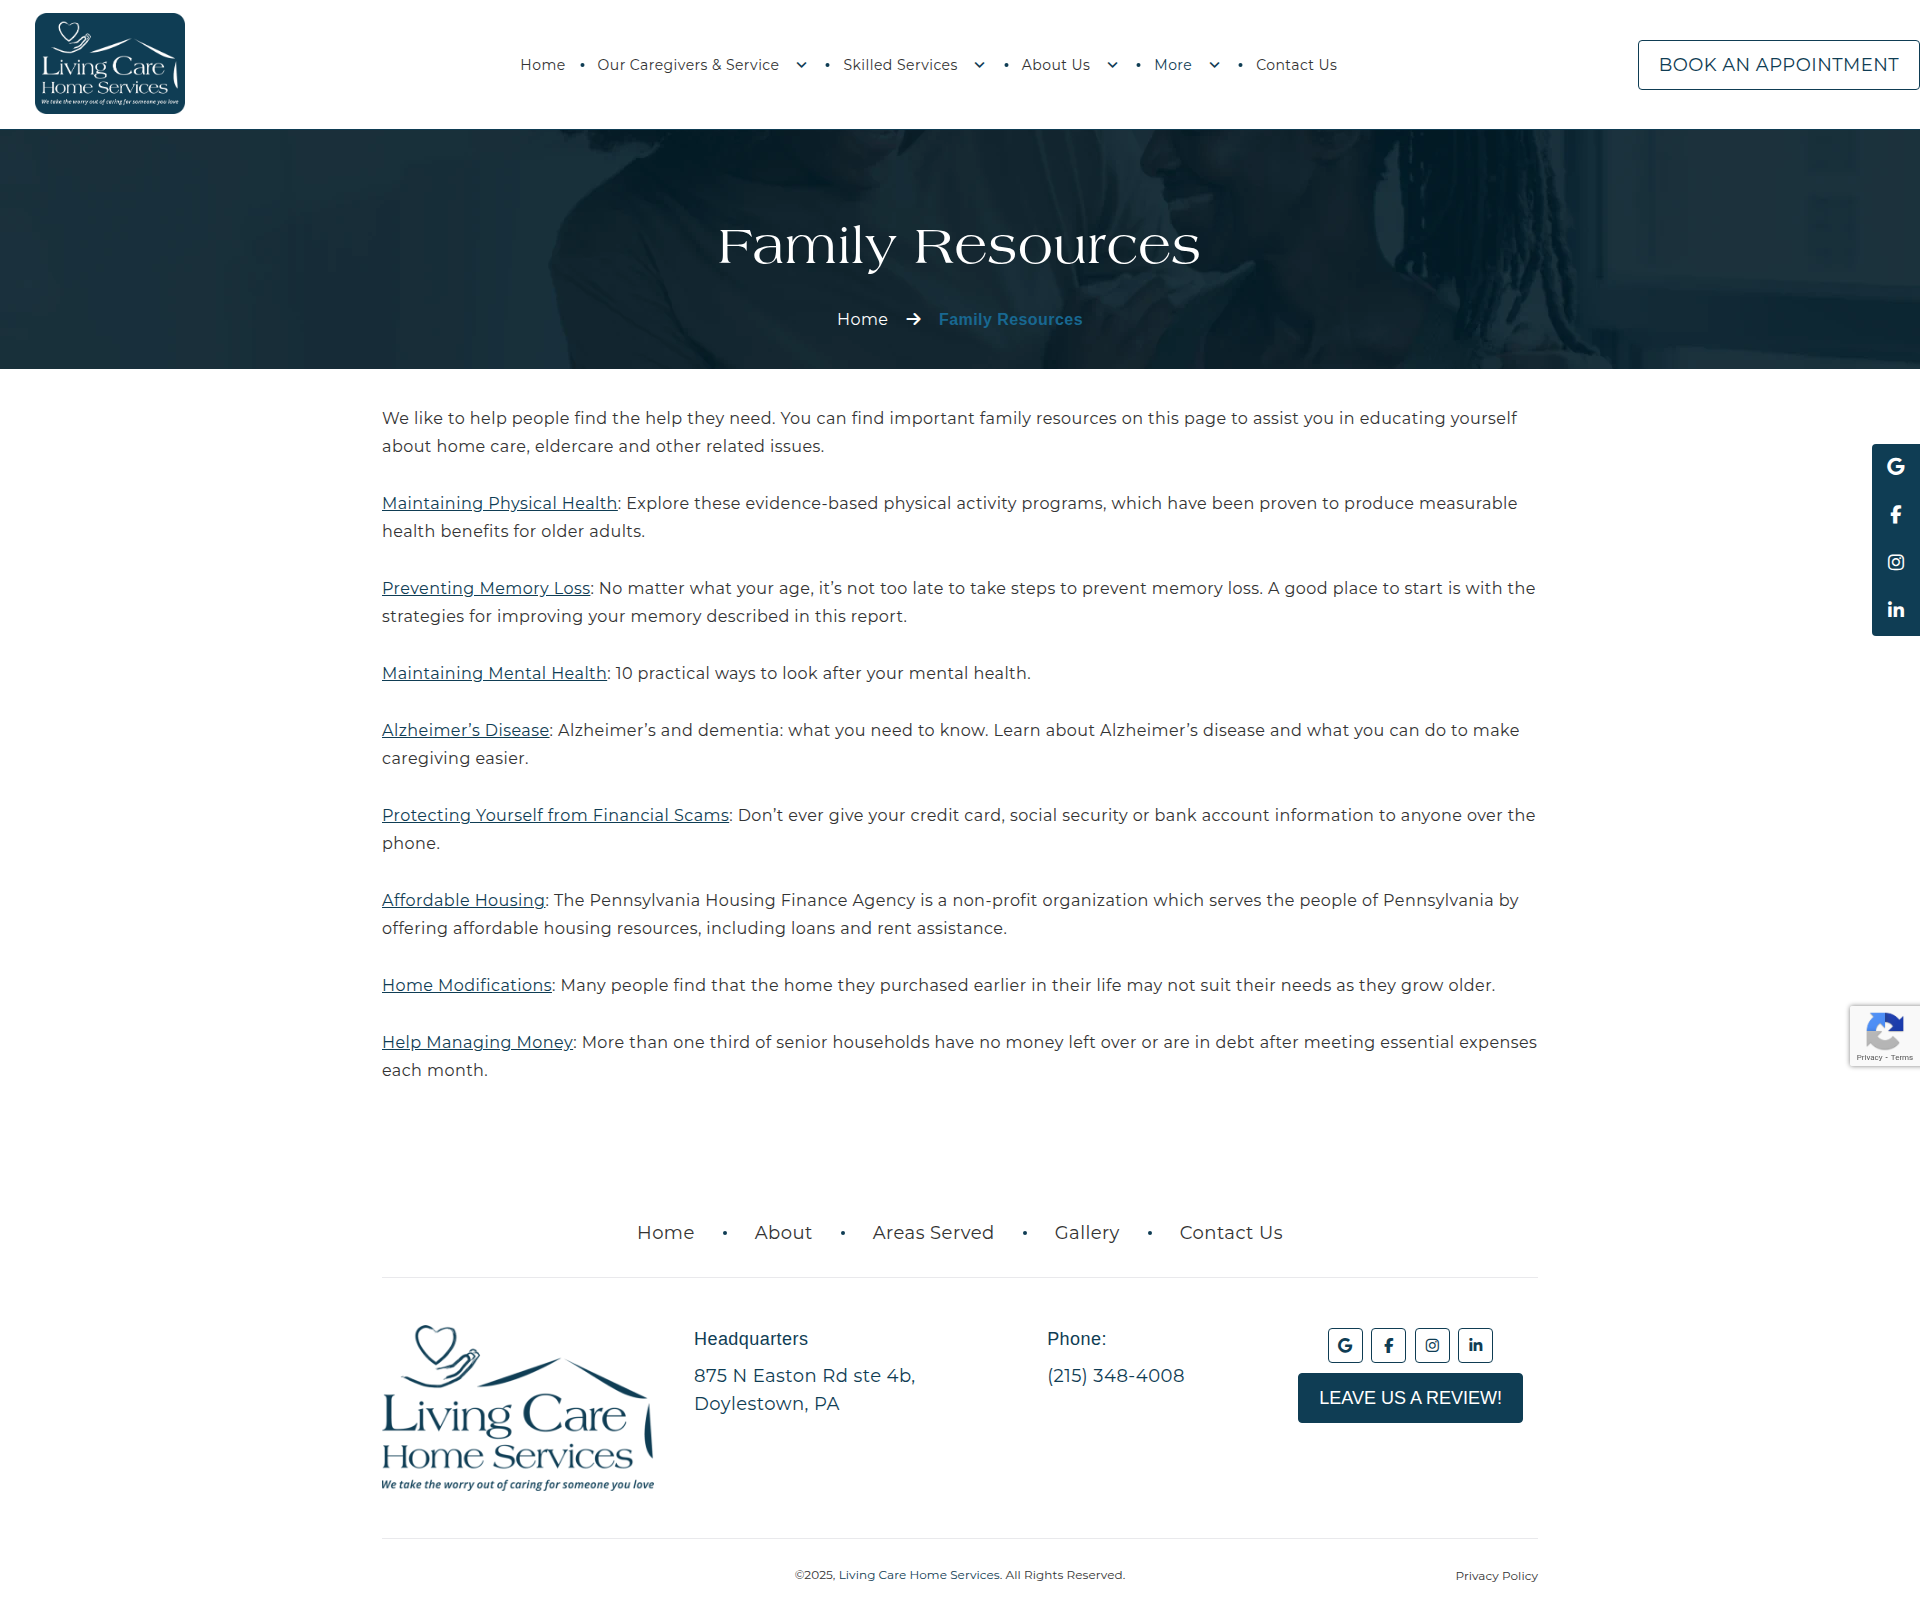 Living Care
Home Services
We take the worry out of caring for someone you love
Home • Our Caregivers & Service • Skilled Services • About Us • More • Contact Us
BOOK AN APPOINTMENT
Family Resources
Home → Family Resources
We like to help people find the help they need. You can find important family resources on this page to assist you in educating yourself
about home care, eldercare and other related issues.
Maintaining Physical Health: Explore these evidence-based physical activity programs, which have been proven to produce measurable
health benefits for older adults.
Preventing Memory Loss: No matter what your age, it’s not too late to take steps to prevent memory loss. A good place to start is with the
strategies for improving your memory described in this report.
Maintaining Mental Health: 10 practical ways to look after your mental health.
Alzheimer’s Disease: Alzheimer’s and dementia: what you need to know. Learn about Alzheimer’s disease and what you can do to make
caregiving easier.
Protecting Yourself from Financial Scams: Don’t ever give your credit card, social security or bank account information to anyone over the
phone.
Affordable Housing: The Pennsylvania Housing Finance Agency is a non-profit organization which serves the people of Pennsylvania by
offering affordable housing resources, including loans and rent assistance.
Home Modifications: Many people find that the home they purchased earlier in their life may not suit their needs as they grow older.
Privacy - Terms
Help Managing Money: More than one third of senior households have no money left over or are in debt after meeting essential expenses
each month.
Home • About • Areas Served • Gallery • Contact Us
Living Care
Home Services
We take the worry out of caring for someone you love
Headquarters
875 N Easton Rd ste 4b,
Doylestown, PA
Phone:
(215) 348-4008
LEAVE US A REVIEW!
©2025, Living Care Home Services. All Rights Reserved.
Privacy Policy